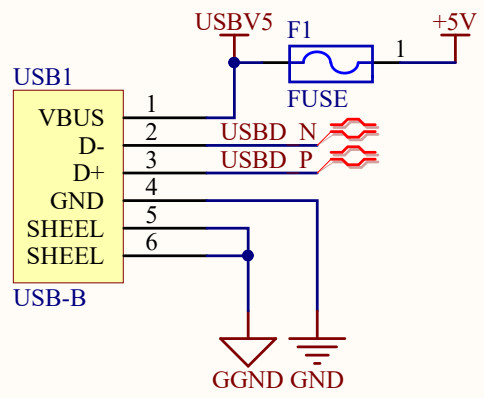 USBV5
F1
+5V
1
FUSE
USB1
VBUS 1
D- 2 USBD_N
D+ 3 USBD_P
GND 4
SHEEL 5
SHEEL 6
USB-B
GGND GND